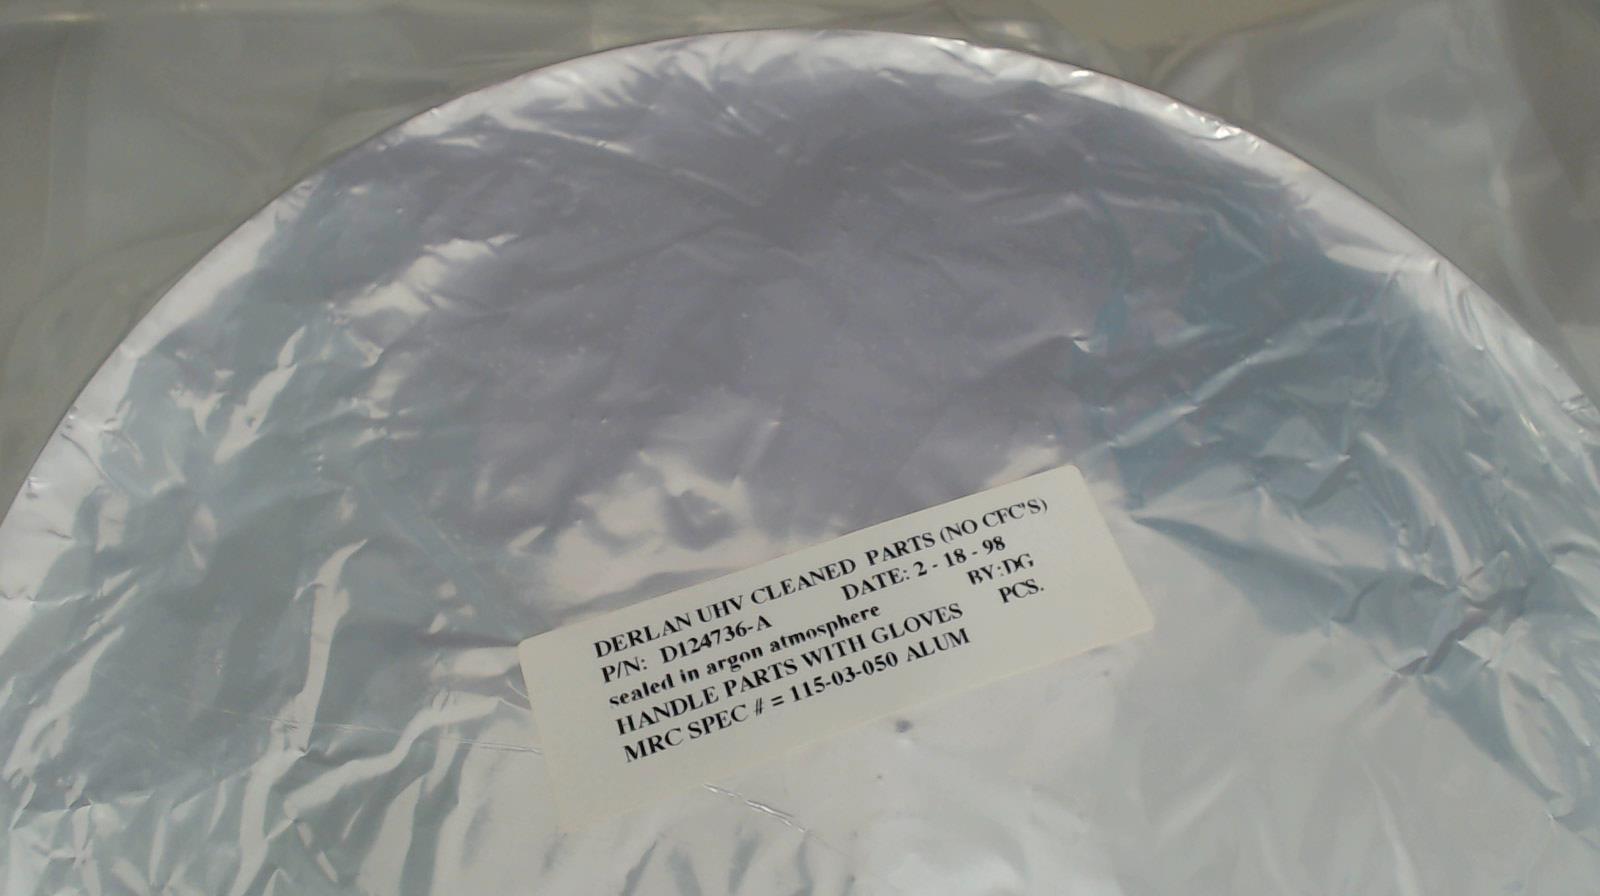 DERLAN UHV CLEANED PARTS (NO CFC'S)
P/N: D124736-A DATE: 2 - 18 - 98
sealed in argon atmosphere BY:DG
HANDLE PARTS WITH GLOVES PCS.
MRC SPEC # = 115-03-050 ALUM